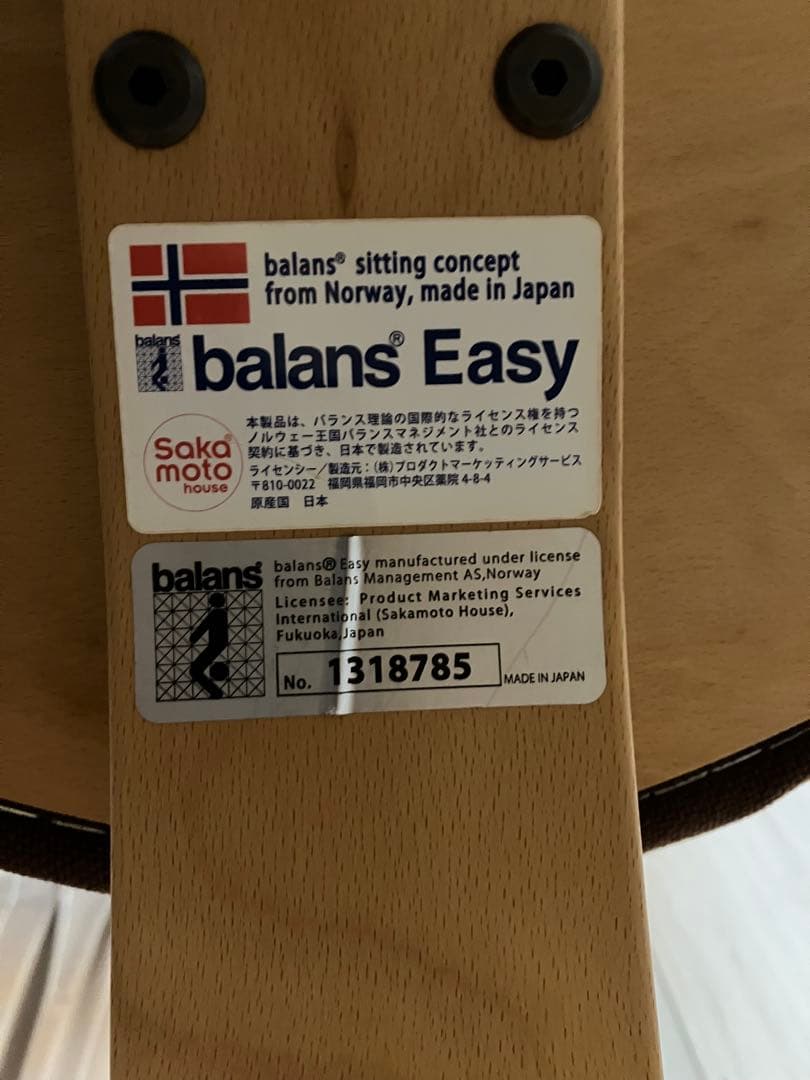 balans® sitting concept
from Norway, made in Japan
balans
balans® Easy
Saka
moto®
house
本製品は、バランス理論の国際的なライセンス権を持つ
ノルウェー王国バランスマネジメント社とのライセンス
契約に基づき、日本で製造されています。
ライセンシー/製造元:(株)プロダクトマーケッティングサービス
〒810-0022 福岡県福岡市中央区薬院4-8-4
原産国 日本
balans®
balans® Easy manufactured under license
from Balans Management AS,Norway
Licensee: Product Marketing Services
International (Sakamoto House),
Fukuoka,Japan
No. 1318785
MADE IN JAPAN